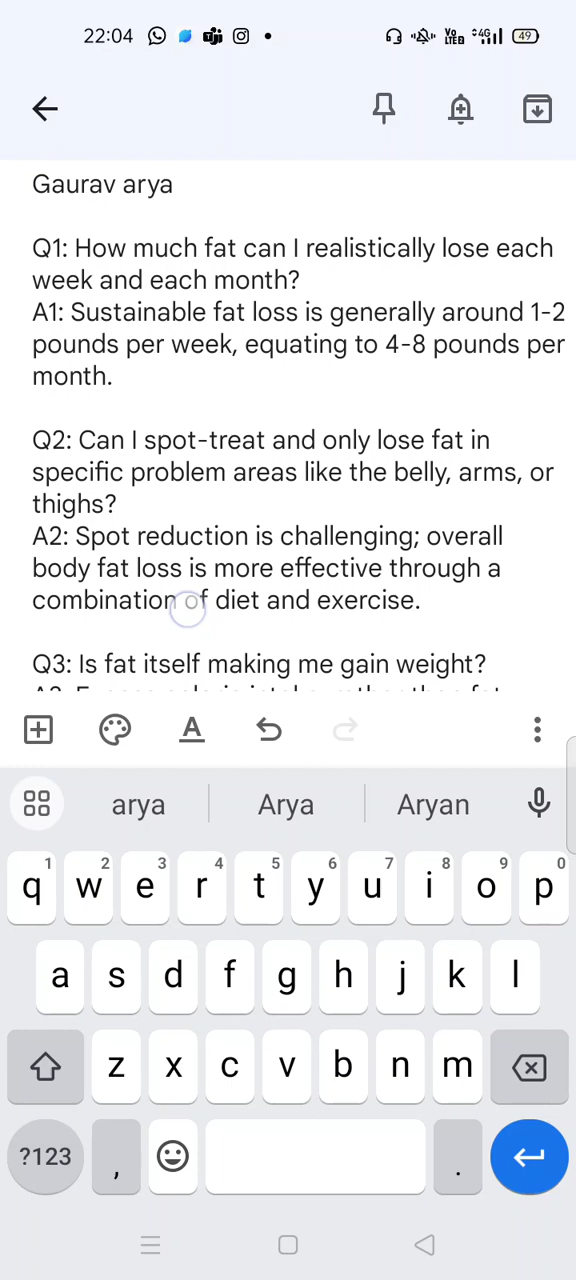 22:04
Vo
LTE2
4G
49
Gaurav arya
Q1: How much fat can I realistically lose each
week and each month?
A1: Sustainable fat loss is generally around 1-2
pounds per week, equating to 4-8 pounds per
month.
Q2: Can I spot-treat and only lose fat in
specific problem areas like the belly, arms, or
thighs?
A2: Spot reduction is challenging; overall
body fat loss is more effective through a
combination of diet and exercise.
Q3: Is fat itself making me gain weight?
A
arya Arya Aryan
1 2 3 4 5 6 7 8 9 0
q w e r t y u i o p
a s d f g h j k l
z x c v b n m
?123 , .